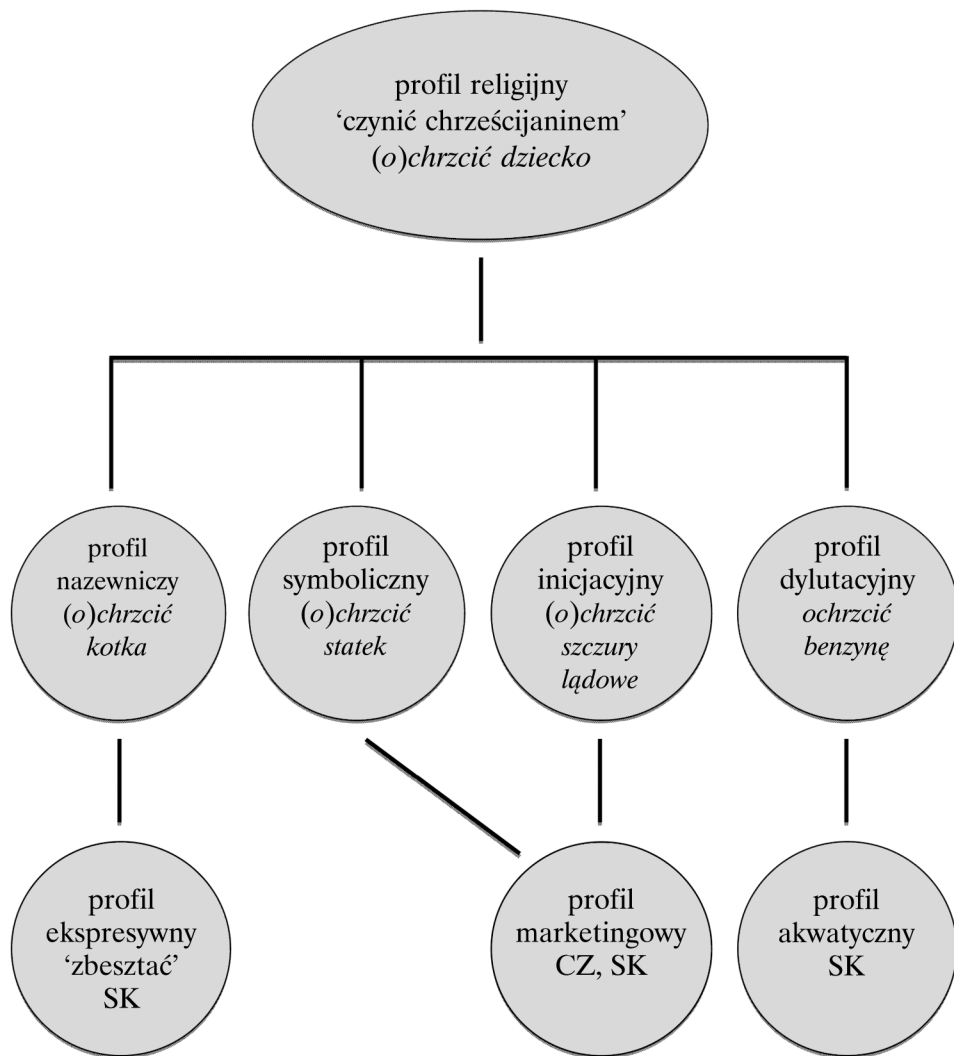 profil religijny
‘czynić chrześcijaninem’
(o)chrzcić dziecko
profil
nazewniczy
(o)chrzcić
kotka
profil
symboliczny
(o)chrzcić
statek
profil
inicjacyjny
(o)chrzcić
szczury
lądowe
profil
dylutacyjny
ochrzcić
benzynę
profil
ekspresywny
‘zbesztać’
SK
profil
marketingowy
CZ, SK
profil
akwatyczny
SK